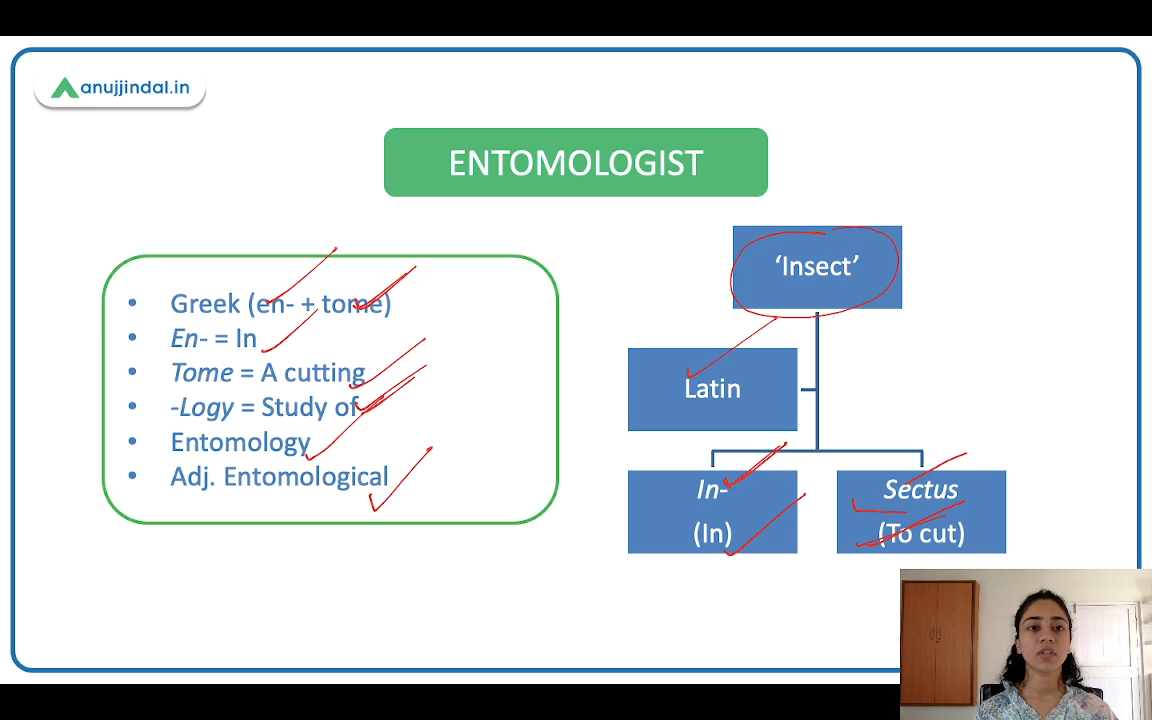 anujjindal.in
ENTOMOLOGIST
• Greek (en- + tome)
• En- = In
• Tome = A cutting
• -Logy = Study of
• Entomology
• Adj. Entomological
‘Insect’
Latin
In-
(In)
Sectus
(To cut)